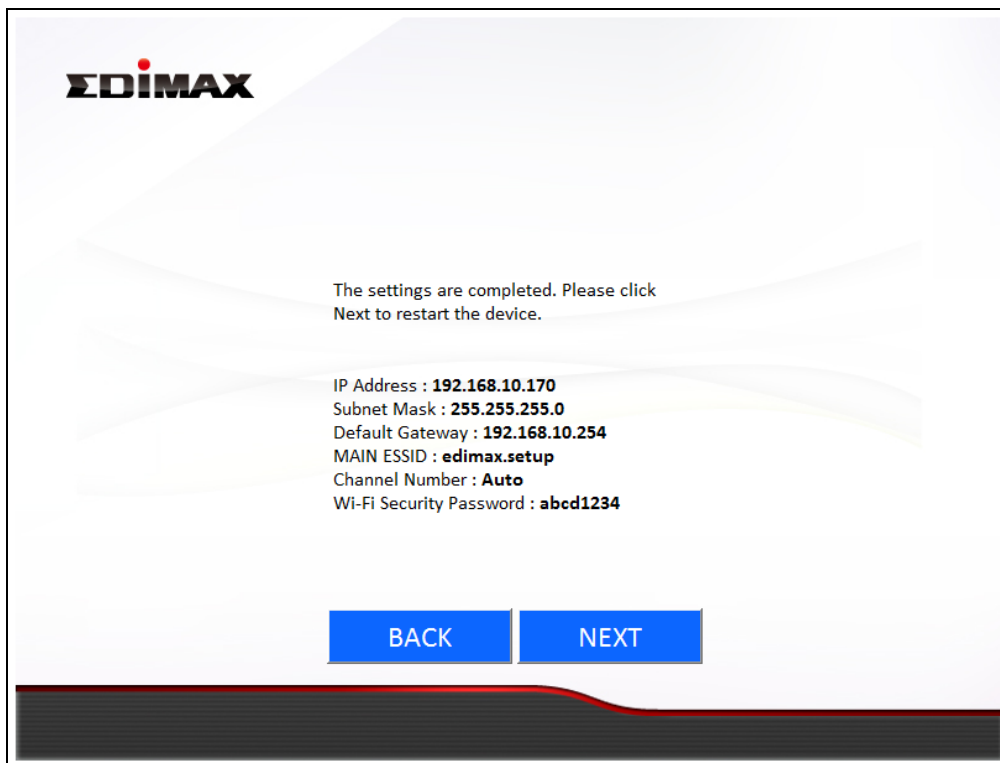 EDIMAX
The settings are completed. Please click
Next to restart the device.
IP Address : 192.168.10.170
Subnet Mask : 255.255.255.0
Default Gateway : 192.168.10.254
MAIN ESSID : edimax.setup
Channel Number : Auto
Wi-Fi Security Password : abcd1234
BACK
NEXT